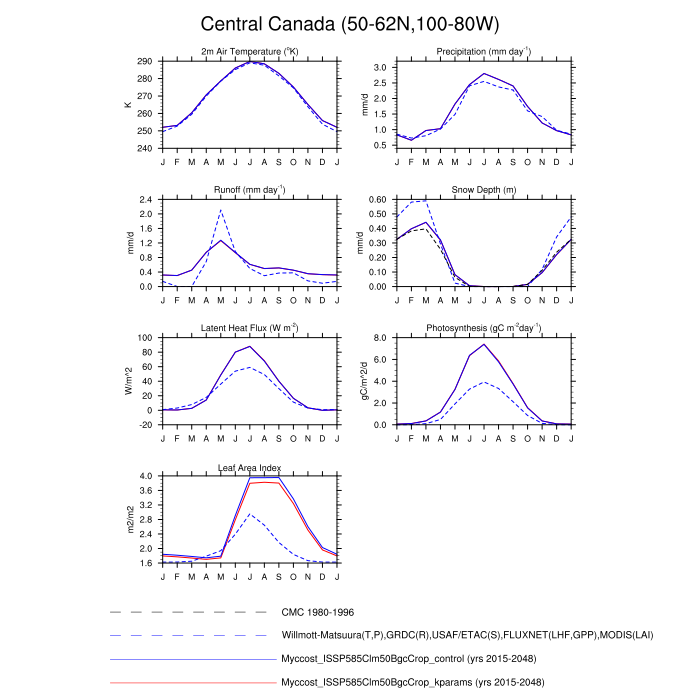 Central Canada (50-62N,100-80W)
2m Air Temperature (°K)
K
290
280
270
260
250
240
J F M A M J J A S O N D J
Precipitation (mm day-1)
mm/d
3.0
2.5
2.0
1.5
1.0
0.5
J F M A M J J A S O N D J
Runoff (mm day-1)
mm/d
2.4
2.0
1.6
1.2
0.8
0.4
0.0
J F M A M J J A S O N D J
Snow Depth (m)
mm/d
0.60
0.50
0.40
0.30
0.20
0.10
0.00
J F M A M J J A S O N D J
Latent Heat Flux (W m-2)
W/m^2
100
80
60
40
20
0
-20
J F M A M J J A S O N D J
Photosynthesis (gC m-2day-1)
gC/m^2/d
8.0
6.0
4.0
2.0
0.0
J F M A M J J A S O N D J
Leaf Area Index
m2/m2
4.0
3.6
3.2
2.8
2.4
2.0
1.6
J F M A M J J A S O N D J
CMC 1980-1996
Willmott-Matsuura(T,P),GRDC(R),USAF/ETAC(S),FLUXNET(LHF,GPP),MODIS(LAI)
Myccost_ISSP585Clm50BgcCrop_control (yrs 2015-2048)
Myccost_ISSP585Clm50BgcCrop_kparams (yrs 2015-2048)